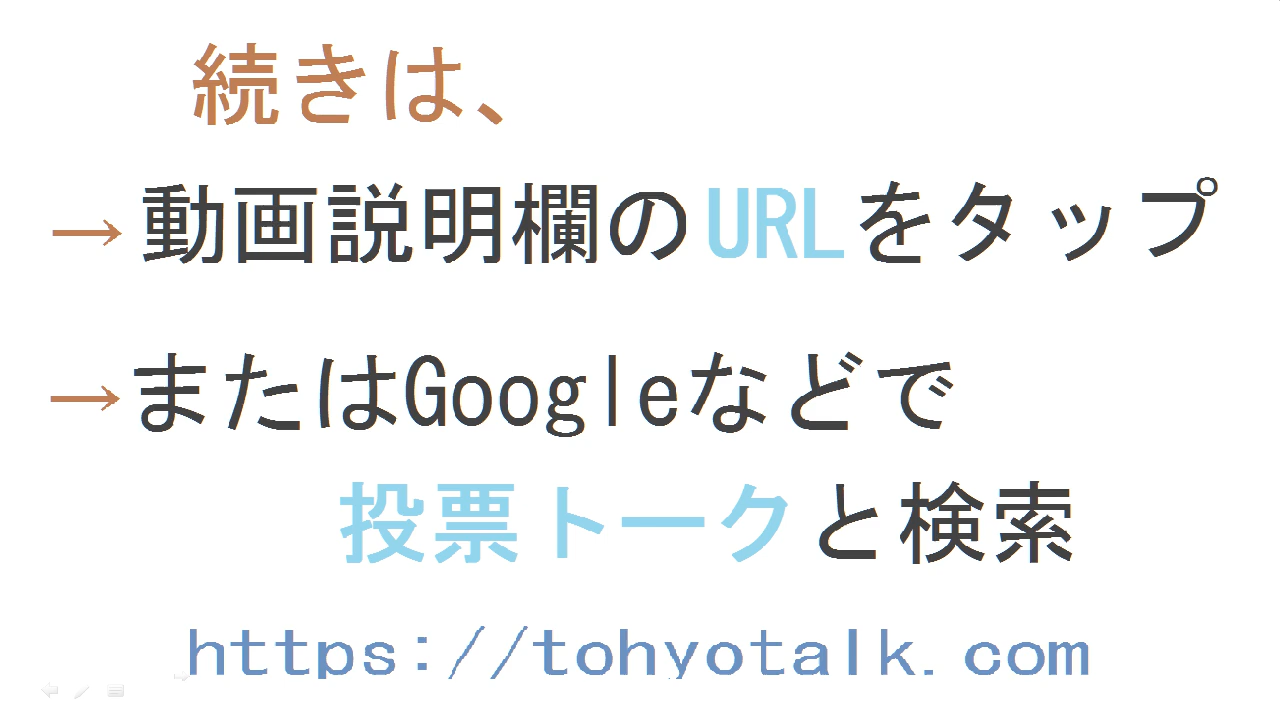 続きは、
→動画説明欄のURLをタップ
→またはGoogleなどで
投票トークと検索
https://tohyotalk.com